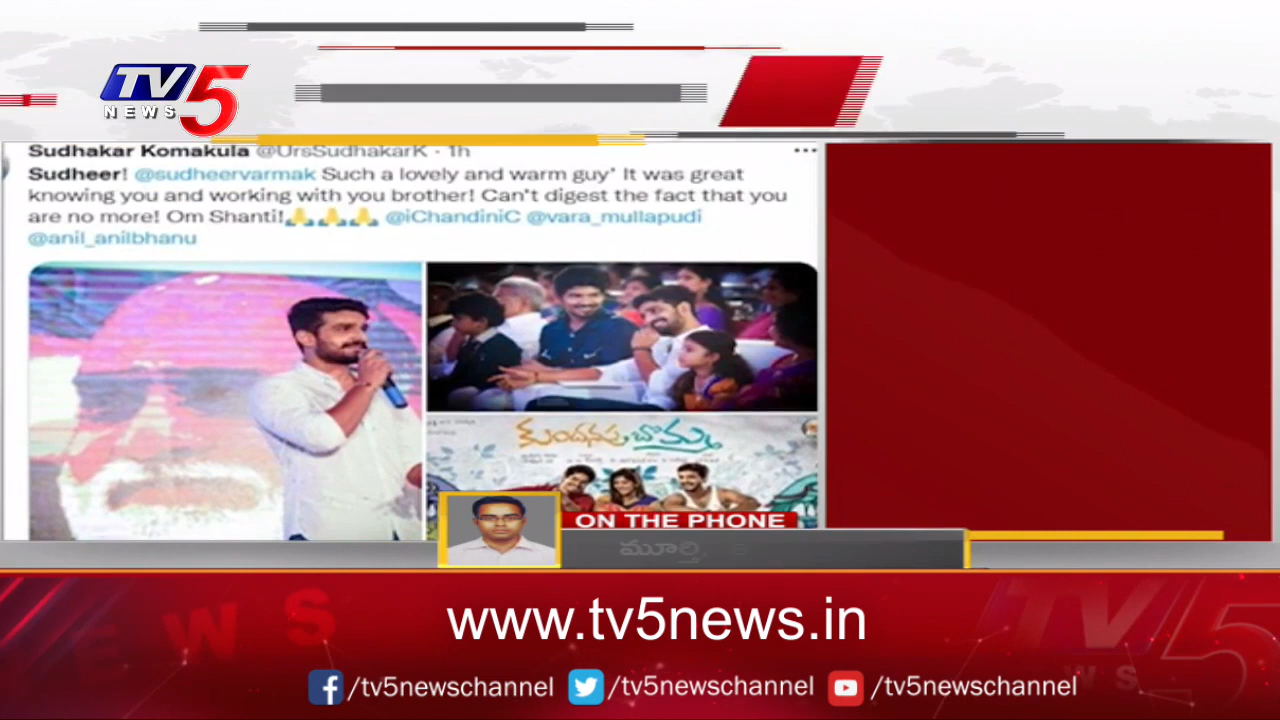 TV5
NEWS
Sudhakar Komakula @UrsSudhakarK · 1h
Sudheer! @sudheervarmak Such a lovely and warm guy' It was great
knowing you and working with you brother! Can't digest the fact that you
are no more! Om Shanti!🙏🙏🙏 @iChandiniC @vara_mullapudi
@anil_anilbhanu
కుందనపు బొమ్మ
ON THE PHONE
మూర్తి,
www.tv5news.in
/tv5newschannel /tv5newschannel /tv5newschannel